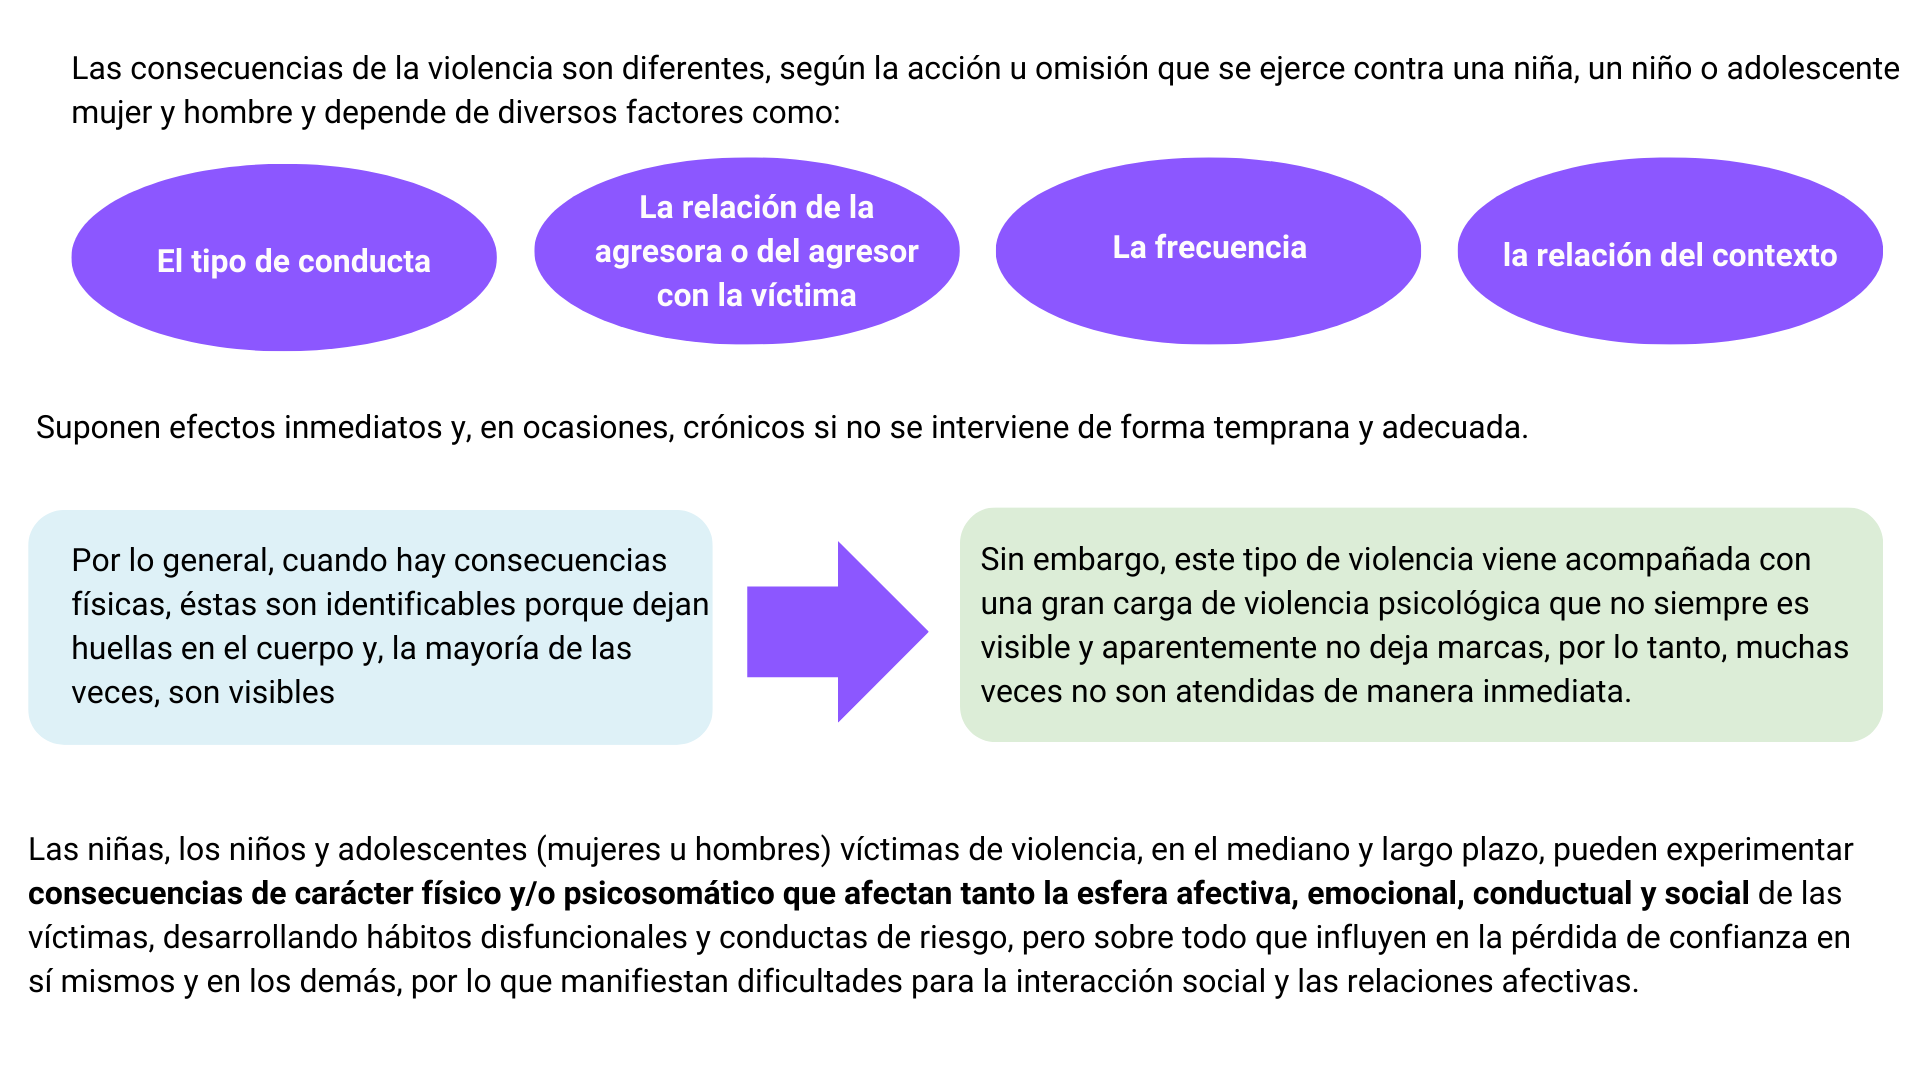 Las consecuencias de la violencia son diferentes, según la acción u omisión que se ejerce contra una niña, un niño o adolescente
mujer y hombre y depende de diversos factores como:
El tipo de conducta
La relación de la
agresora o del agresor
con la víctima
La frecuencia
la relación del contexto
Suponen efectos inmediatos y, en ocasiones, crónicos si no se interviene de forma temprana y adecuada.
Por lo general, cuando hay consecuencias
físicas, éstas son identificables porque dejan
huellas en el cuerpo y, la mayoría de las
veces, son visibles
Sin embargo, este tipo de violencia viene acompañada con
una gran carga de violencia psicológica que no siempre es
visible y aparentemente no deja marcas, por lo tanto, muchas
veces no son atendidas de manera inmediata.
Las niñas, los niños y adolescentes (mujeres u hombres) víctimas de violencia, en el mediano y largo plazo, pueden experimentar
consecuencias de carácter físico y/o psicosomático que afectan tanto la esfera afectiva, emocional, conductual y social de las
víctimas, desarrollando hábitos disfuncionales y conductas de riesgo, pero sobre todo que influyen en la pérdida de confianza en
sí mismos y en los demás, por lo que manifiestan dificultades para la interacción social y las relaciones afectivas.